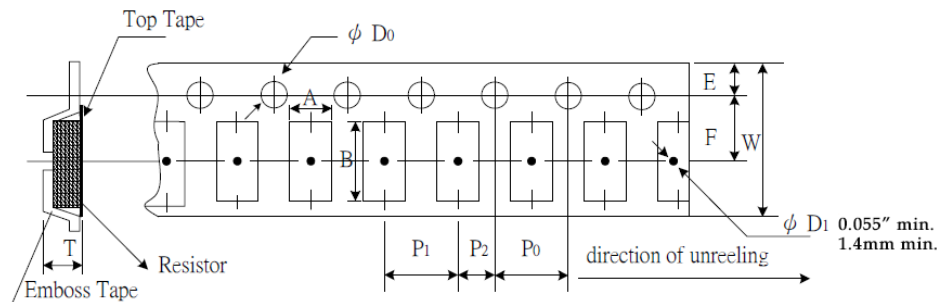 Top Tape
ϕ D0
A
E
F
W
B
T
P1
P2
P0
ϕ D1 0.055" min.
1.4mm min.
direction of unreeling
Resistor
Emboss Tape